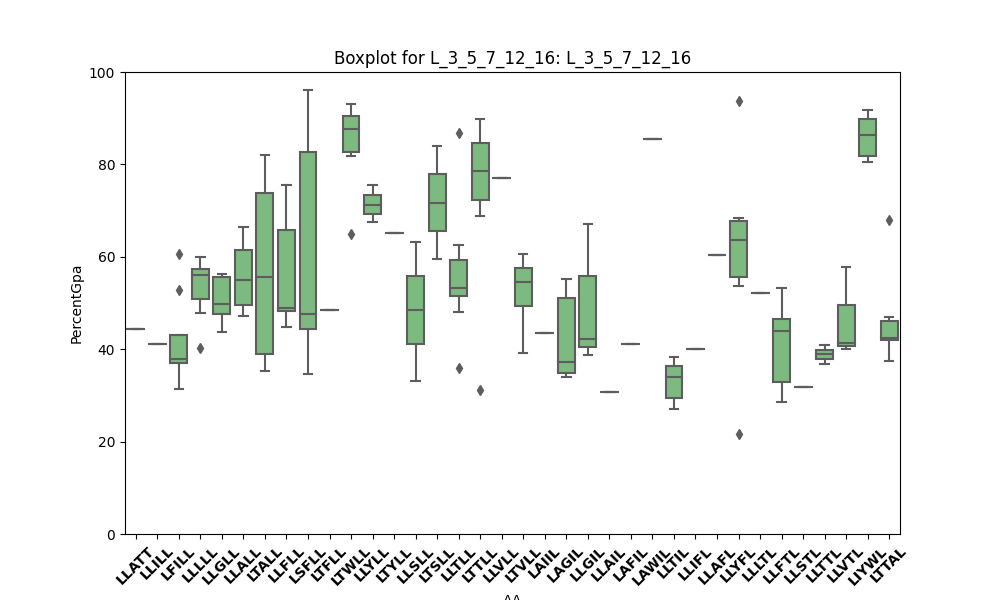 Boxplot for L_3_5_7_12_16: L_3_5_7_12_16
PercentGpa
100
80
60
40
20
0
LLATT
LLILL
LFILL
LLLLL
LLGLL
LLALL
LTALL
LLFLL
LSFLL
LTFLL
LTWLL
LLYLL
LTYLL
LLSLL
LTSLL
LLTLL
LTTLL
LLVLL
LTVLL
LAILL
LAGIL
LLGIL
LLAIL
LAFIL
LAWIL
LLTIL
LLIFL
LLAFL
LLYFL
LLLTL
LLFTL
LLSTL
LLTTL
LLVTL
LIYWL
LTTAL
AA